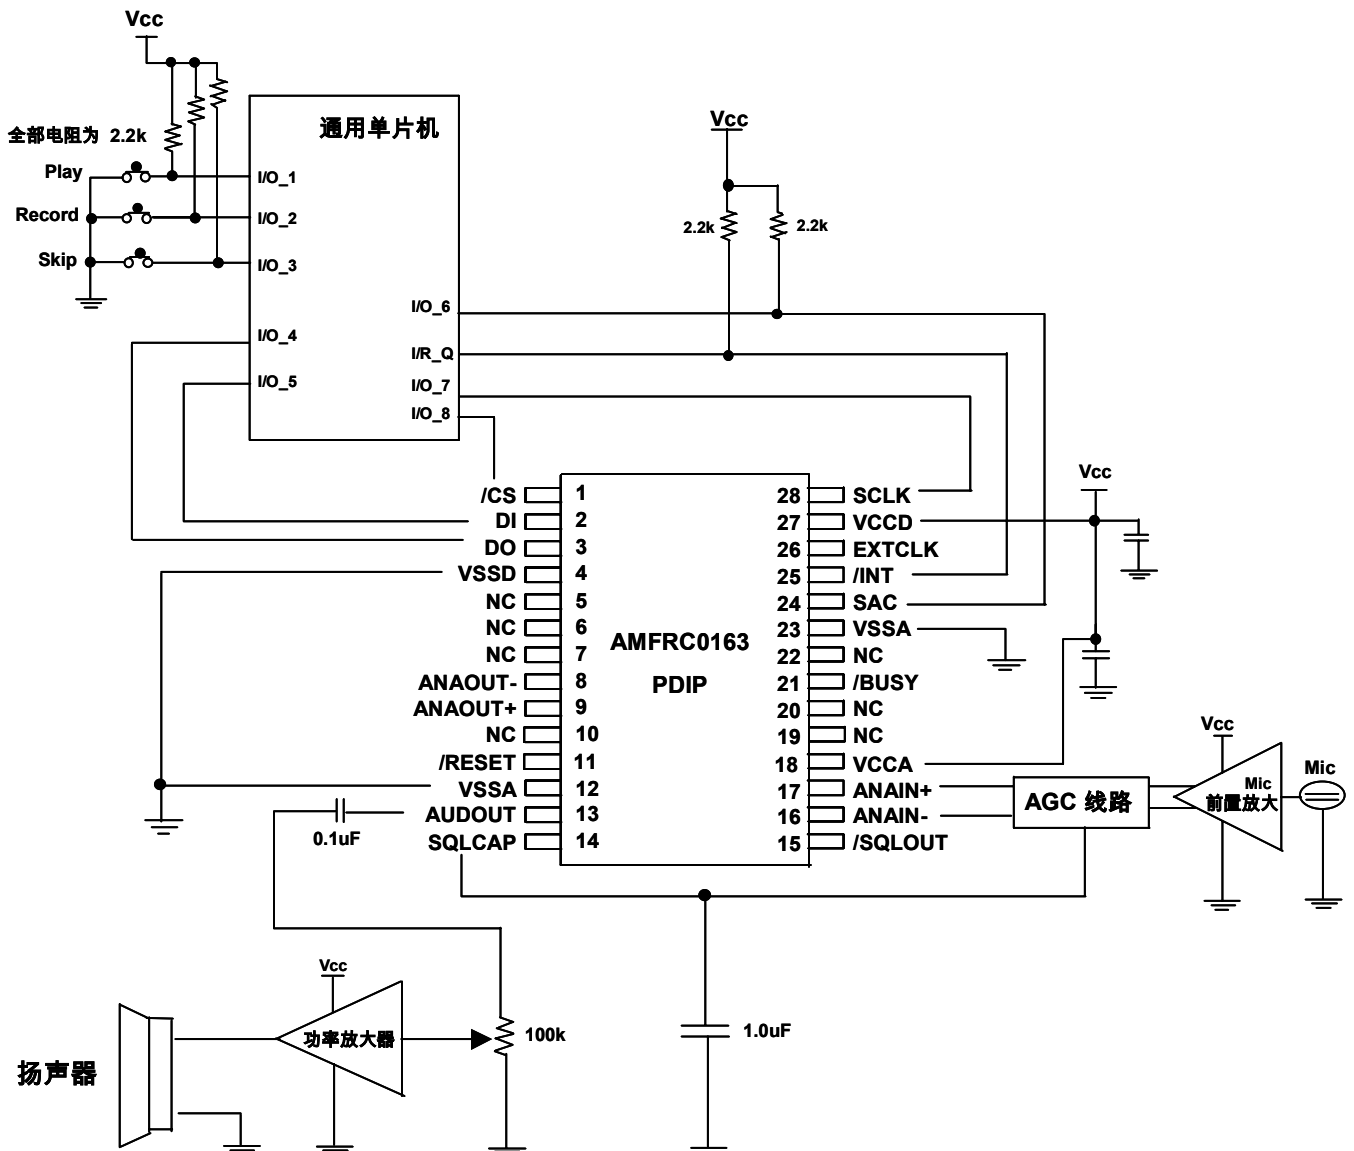 Vcc
全部电阻为 2.2k
Play
Record
Skip
通用单片机
I/O_1
I/O_2
I/O_3
I/O_4
I/O_5
I/O_6
I/R_Q
I/O_7
I/O_8
Vcc
2.2k
2.2k
/CS 1
DI 2
DO 3
VSSD 4
NC 5
NC 6
NC 7
ANAOUT- 8
ANAOUT+ 9
NC 10
/RESET 11
VSSA 12
AUDOUT 13
SQLCAP 14
AMFRC0163
PDIP
28 SCLK
27 VCCD
26 EXTCLK
25 /INT
24 SAC
23 VSSA
22 NC
21 /BUSY
20 NC
19 NC
18 VCCA
17 ANAIN+
16 ANAIN-
15 /SQLOUT
Vcc
AGC 线路
Vcc
Mic
前置放大
Mic
0.1uF
Vcc
功率放大器
100k
扬声器
1.0uF